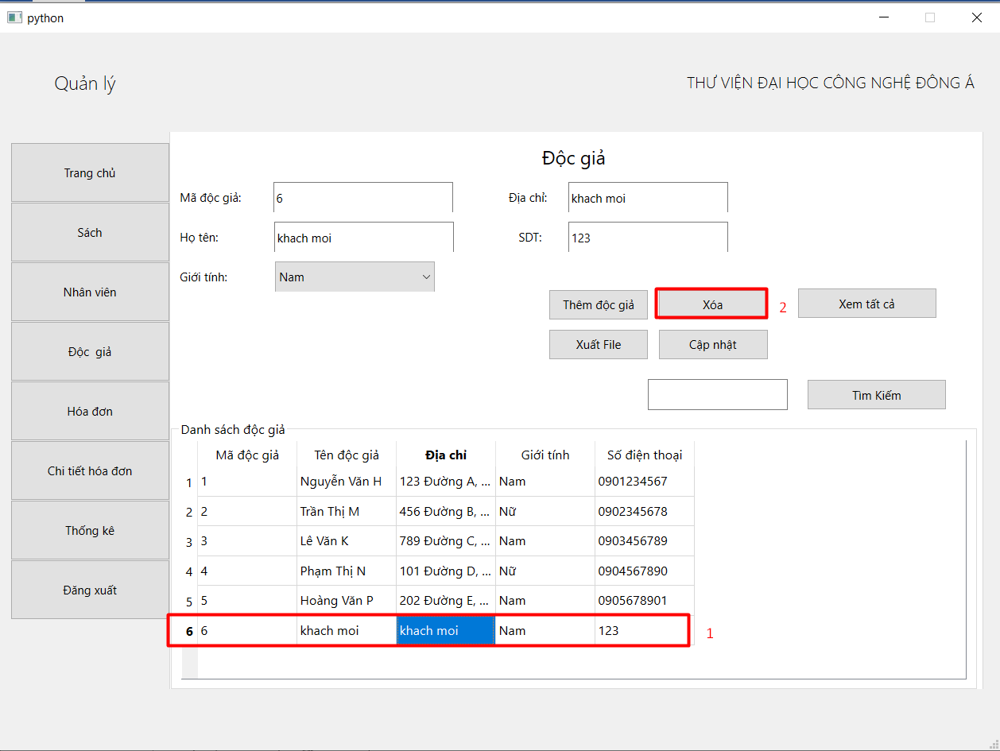 python
Quản lý
THƯ VIỆN ĐẠI HỌC CÔNG NGHỆ ĐÔNG Á
Trang chủ
Sách
Nhân viên
Độc  giả
Hóa đơn
Chi tiết hóa đơn
Thống kê
Đăng xuất
Độc giả
Mã độc giả: 6 Địa chỉ: khach moi
Họ tên: khach moi SDT: 123
Giới tính: Nam
Thêm độc giả Xóa 2 Xem tất cả
Xuất File Cập nhật
Tìm Kiếm
Danh sách độc giả
Mã độc giả Tên độc giả Địa chỉ Giới tính Số điện thoại
1 1 Nguyễn Văn H 123 Đường A, ... Nam 0901234567
2 2 Trần Thị M 456 Đường B, ... Nữ 0902345678
3 3 Lê Văn K 789 Đường C, ... Nam 0903456789
4 4 Phạm Thị N 101 Đường D, ... Nữ 0904567890
5 5 Hoàng Văn P 202 Đường E, ... Nam 0905678901
6 6 khach moi khach moi Nam 123 1